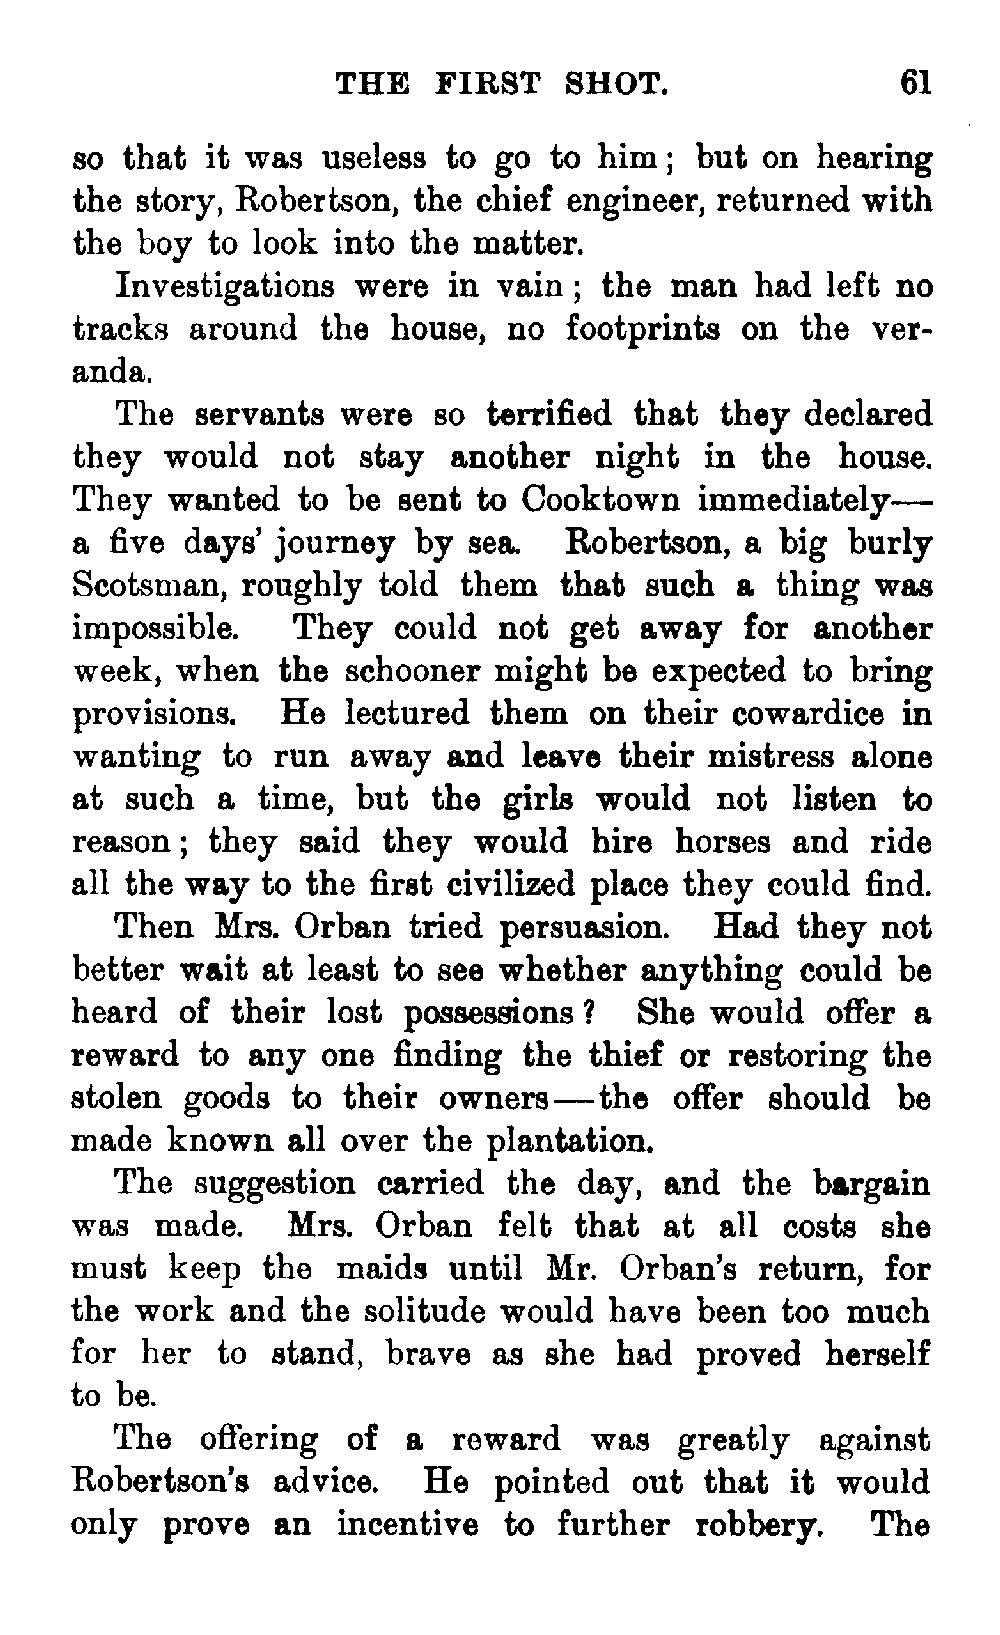 THE FIRST SHOT. 61
so that it was useless to go to him; but on hearing
the story, Robertson, the chief engineer, returned with
the boy to look into the matter.
Investigations were in vain; the man had left no
tracks around the house, no footprints on the ver-
anda.
The servants were so terrified that they declared
they would not stay another night in the house.
They wanted to be sent to Cooktown immediately—
a five days' journey by sea. Robertson, a big burly
Scotsman, roughly told them that such a thing was
impossible. They could not get away for another
week, when the schooner might be expected to bring
provisions. He lectured them on their cowardice in
wanting to run away and leave their mistress alone
at such a time, but the girls would not listen to
reason; they said they would hire horses and ride
all the way to the first civilized place they could find.
Then Mrs. Orban tried persuasion. Had they not
better wait at least to see whether anything could be
heard of their lost possessions? She would offer a
reward to any one finding the thief or restoring the
stolen goods to their owners—the offer should be
made known all over the plantation.
The suggestion carried the day, and the bargain
was made. Mrs. Orban felt that at all costs she
must keep the maids until Mr. Orban's return, for
the work and the solitude would have been too much
for her to stand, brave as she had proved herself
to be.
The offering of a reward was greatly against
Robertson's advice. He pointed out that it would
only prove an incentive to further robbery. The